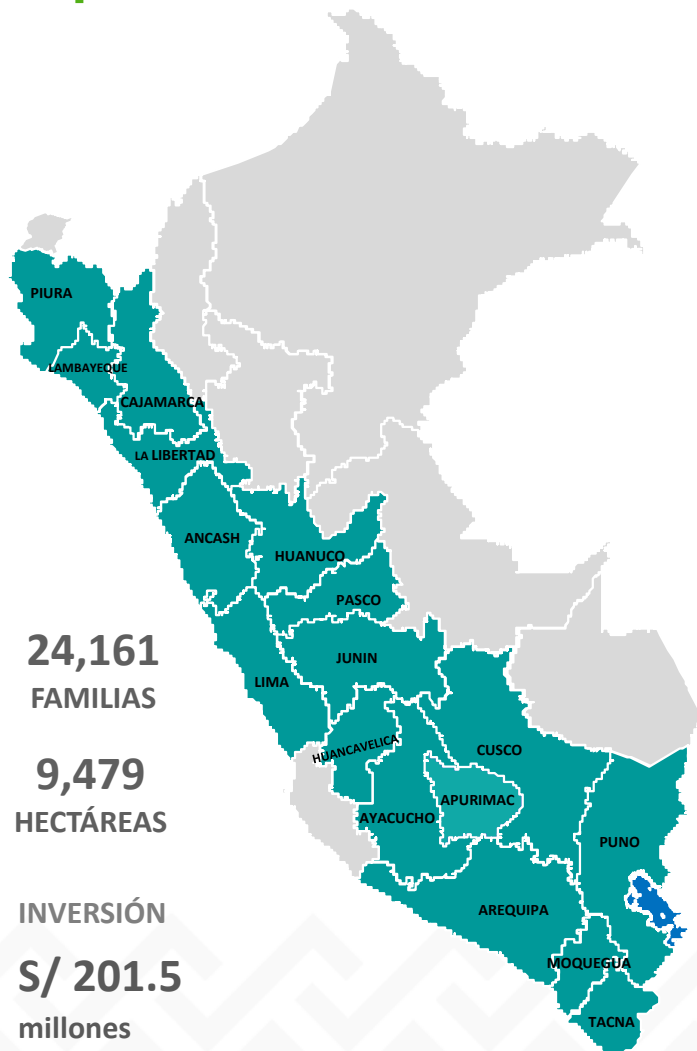 PIURA
LAMBAYEQUE
CAJAMARCA
LA LIBERTAD
ANCASH
HUANUCO
PASCO
JUNIN
LIMA
HUANCAVELICA
CUSCO
APURIMAC
AYACUCHO
PUNO
AREQUIPA
MOQUEGUA
TACNA
24,161
FAMILIAS
9,479
HECTÁREAS
INVERSIÓN
S/ 201.5
millones